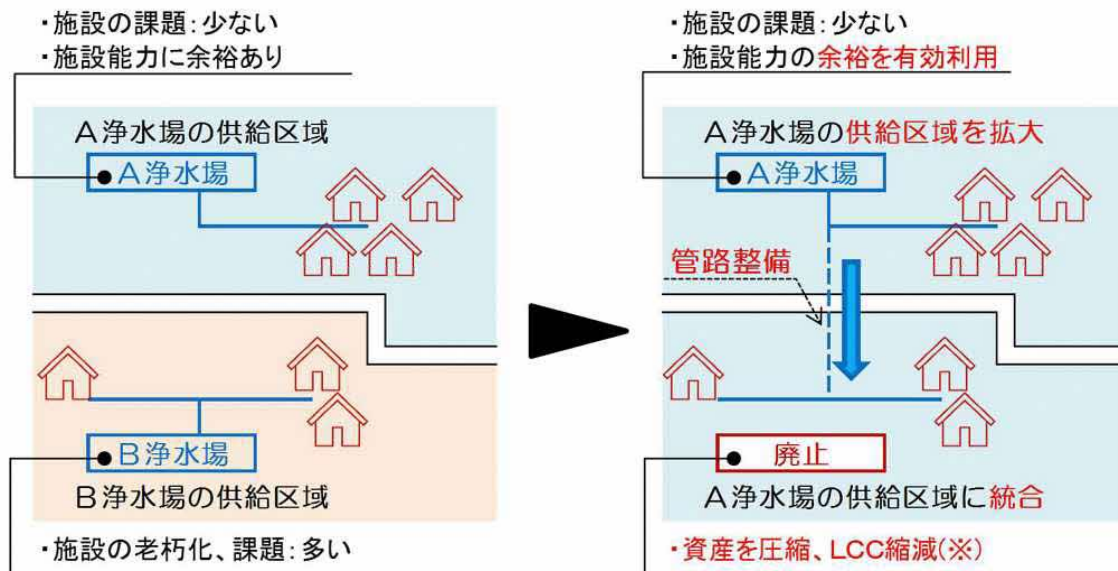 ・施設の課題：少ない
・施設能力に余裕あり
A浄水場の供給区域
A浄水場
B浄水場
B浄水場の供給区域
・施設の老朽化、課題：多い
・施設の課題：少ない
・施設能力の余裕を有効利用
A浄水場の供給区域を拡大
A浄水場
管路整備
廃止
A浄水場の供給区域に統合
・資産を圧縮、LCC縮減(※)